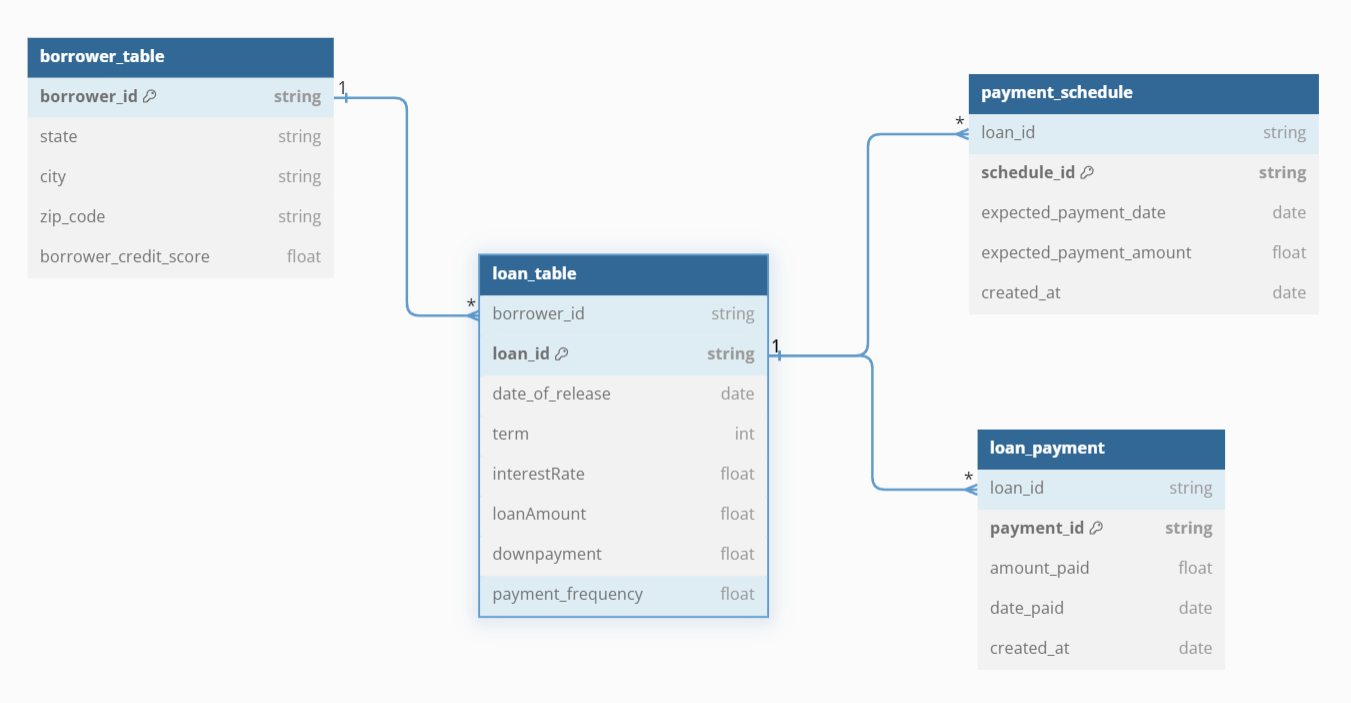 borrower_table
borrower_id string
state string
city string
zip_code string
borrower_credit_score float
1
*
loan_table
borrower_id string
loan_id string
date_of_release date
term int
interestRate float
loanAmount float
downpayment float
payment_frequency float
1
*
payment_schedule
loan_id string
schedule_id string
expected_payment_date date
expected_payment_amount float
created_at date
*
loan_payment
loan_id string
payment_id string
amount_paid float
date_paid date
created_at date